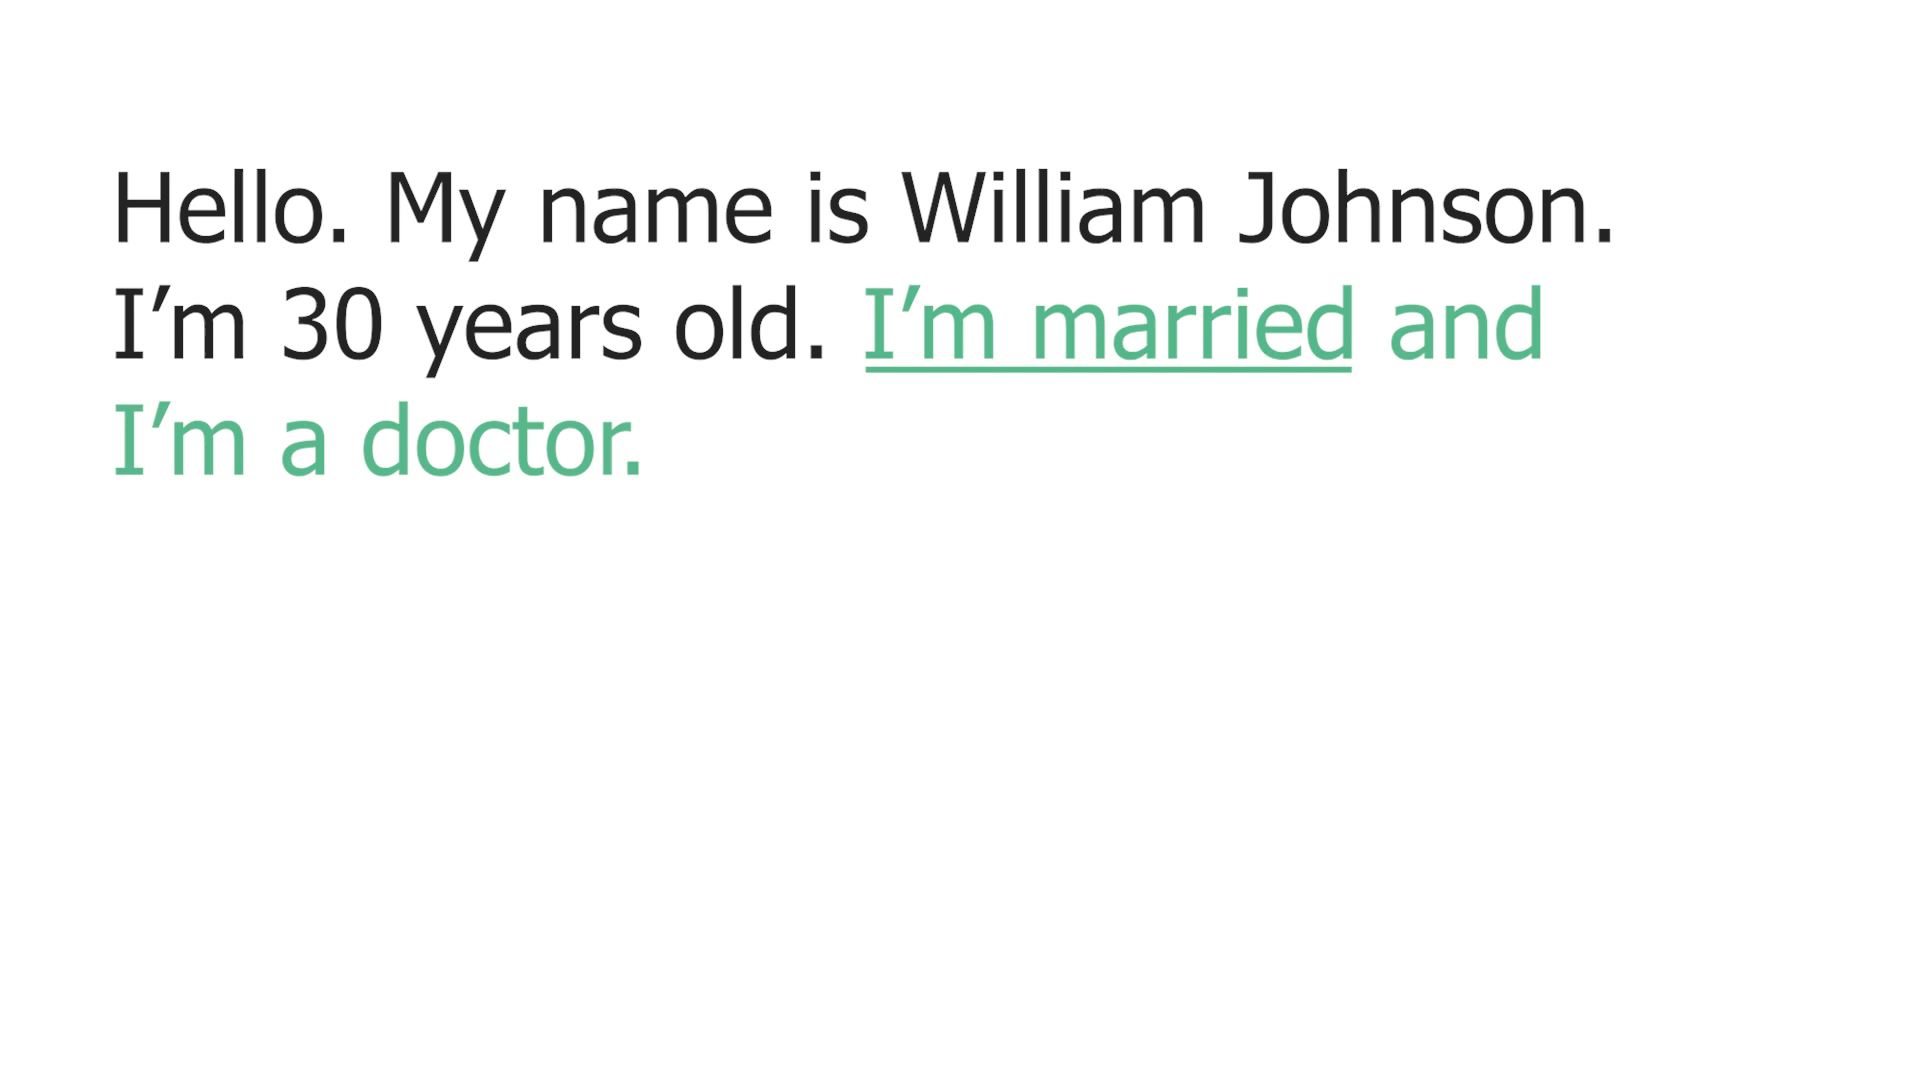 Hello. My name is William Johnson.
I’m 30 years old. I’m married and
I’m a doctor.